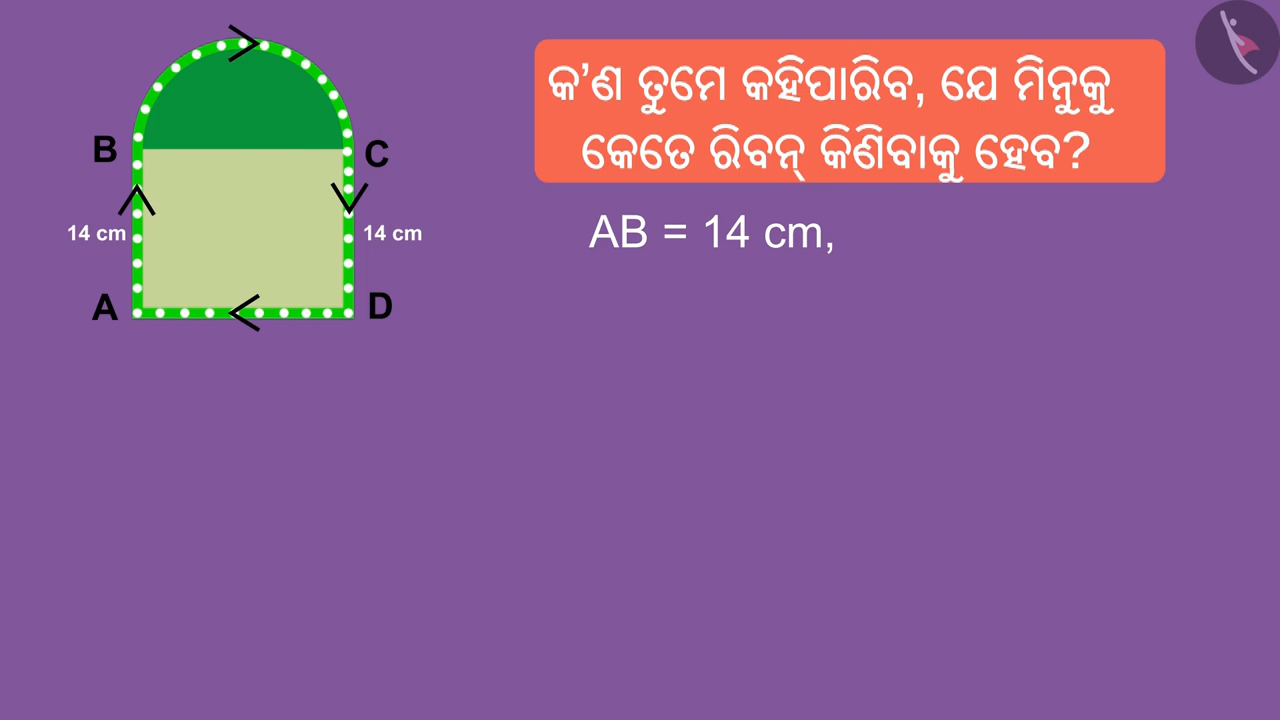 କ'ଣ ତୁମେ କହିପାରିବ, ଯେ ମିନୁକୁ
କେତେ ରିବନ୍ କିଣିବାକୁ ହେବ?
B
C
14 cm
14 cm
A
D
AB = 14 cm,